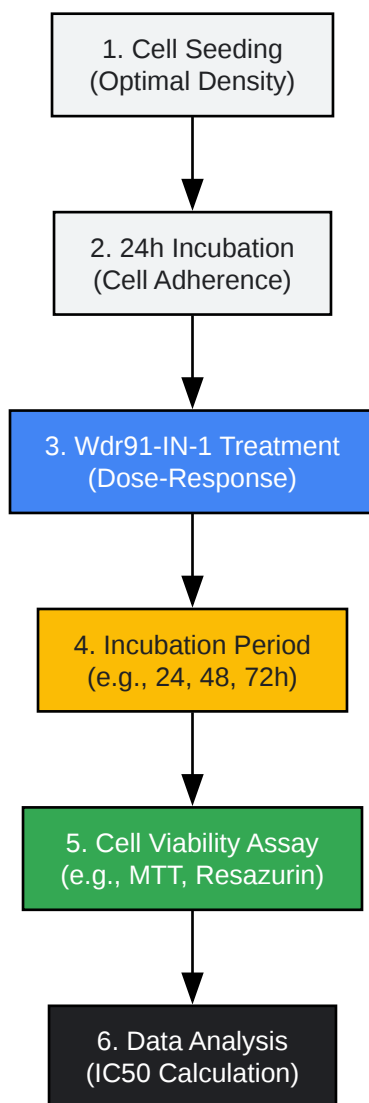 1. Cell Seeding
(Optimal Density)
2. 24h Incubation
(Cell Adherence)
3. Wdr91-IN-1 Treatment
(Dose-Response)
4. Incubation Period
(e.g., 24, 48, 72h)
5. Cell Viability Assay
(e.g., MTT, Resazurin)
6. Data Analysis
(IC50 Calculation)